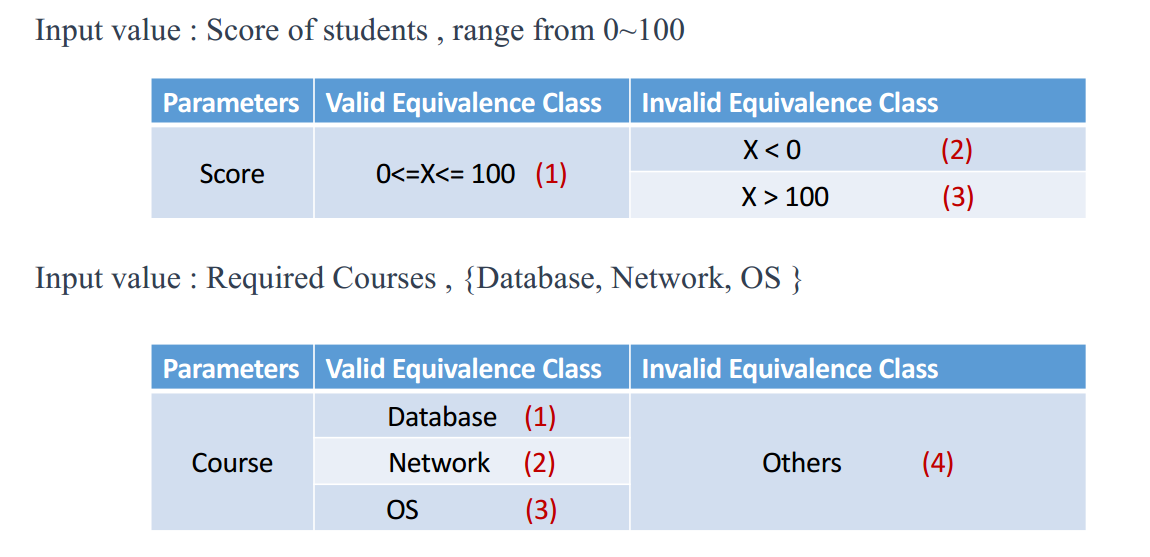 Input value : Score of students , range from 0~100
Parameters Valid Equivalence Class Invalid Equivalence Class
Score 0<=X<= 100 (1)
X < 0 (2)
X > 100 (3)
Input value : Required Courses , {Database, Network, OS }
Parameters Valid Equivalence Class Invalid Equivalence Class
Course
Database (1)
Network (2)
OS (3)
Others (4)